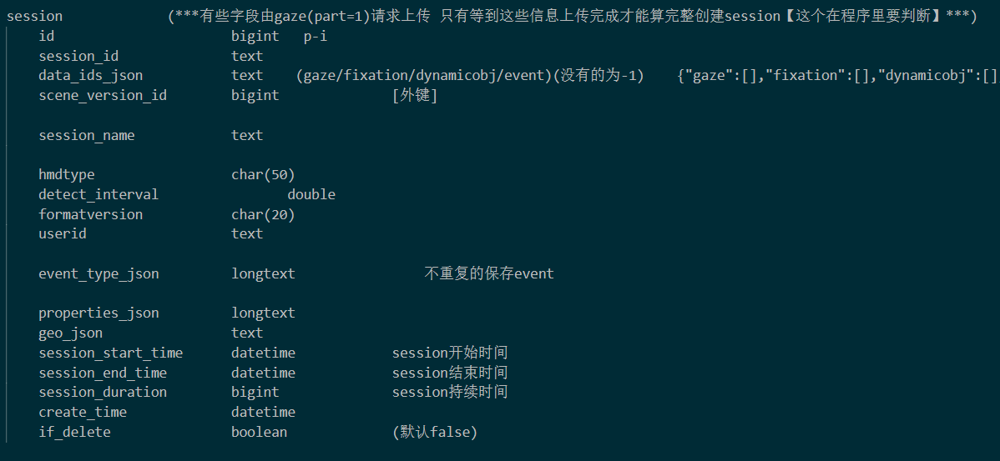 session (***有些字段由gaze(part=1)请求上传 只有等到这些信息上传完成才能算完整创建session【这个在程序里要判断】***)
id bigint p-i
session_id text
data_ids_json text (gaze/fixation/dynamicobj/event)(没有的为-1) {"gaze":[],"fixation":[],"dynamicobj":[]
scene_version_id bigint [外键]
session_name text
hmdtype char(50)
detect_interval double
formatversion char(20)
userid text
event_type_json longtext 不重复的保存event
properties_json longtext
geo_json text
session_start_time datetime session开始时间
session_end_time datetime session结束时间
session_duration bigint session持续时间
create_time datetime
if_delete boolean (默认false)